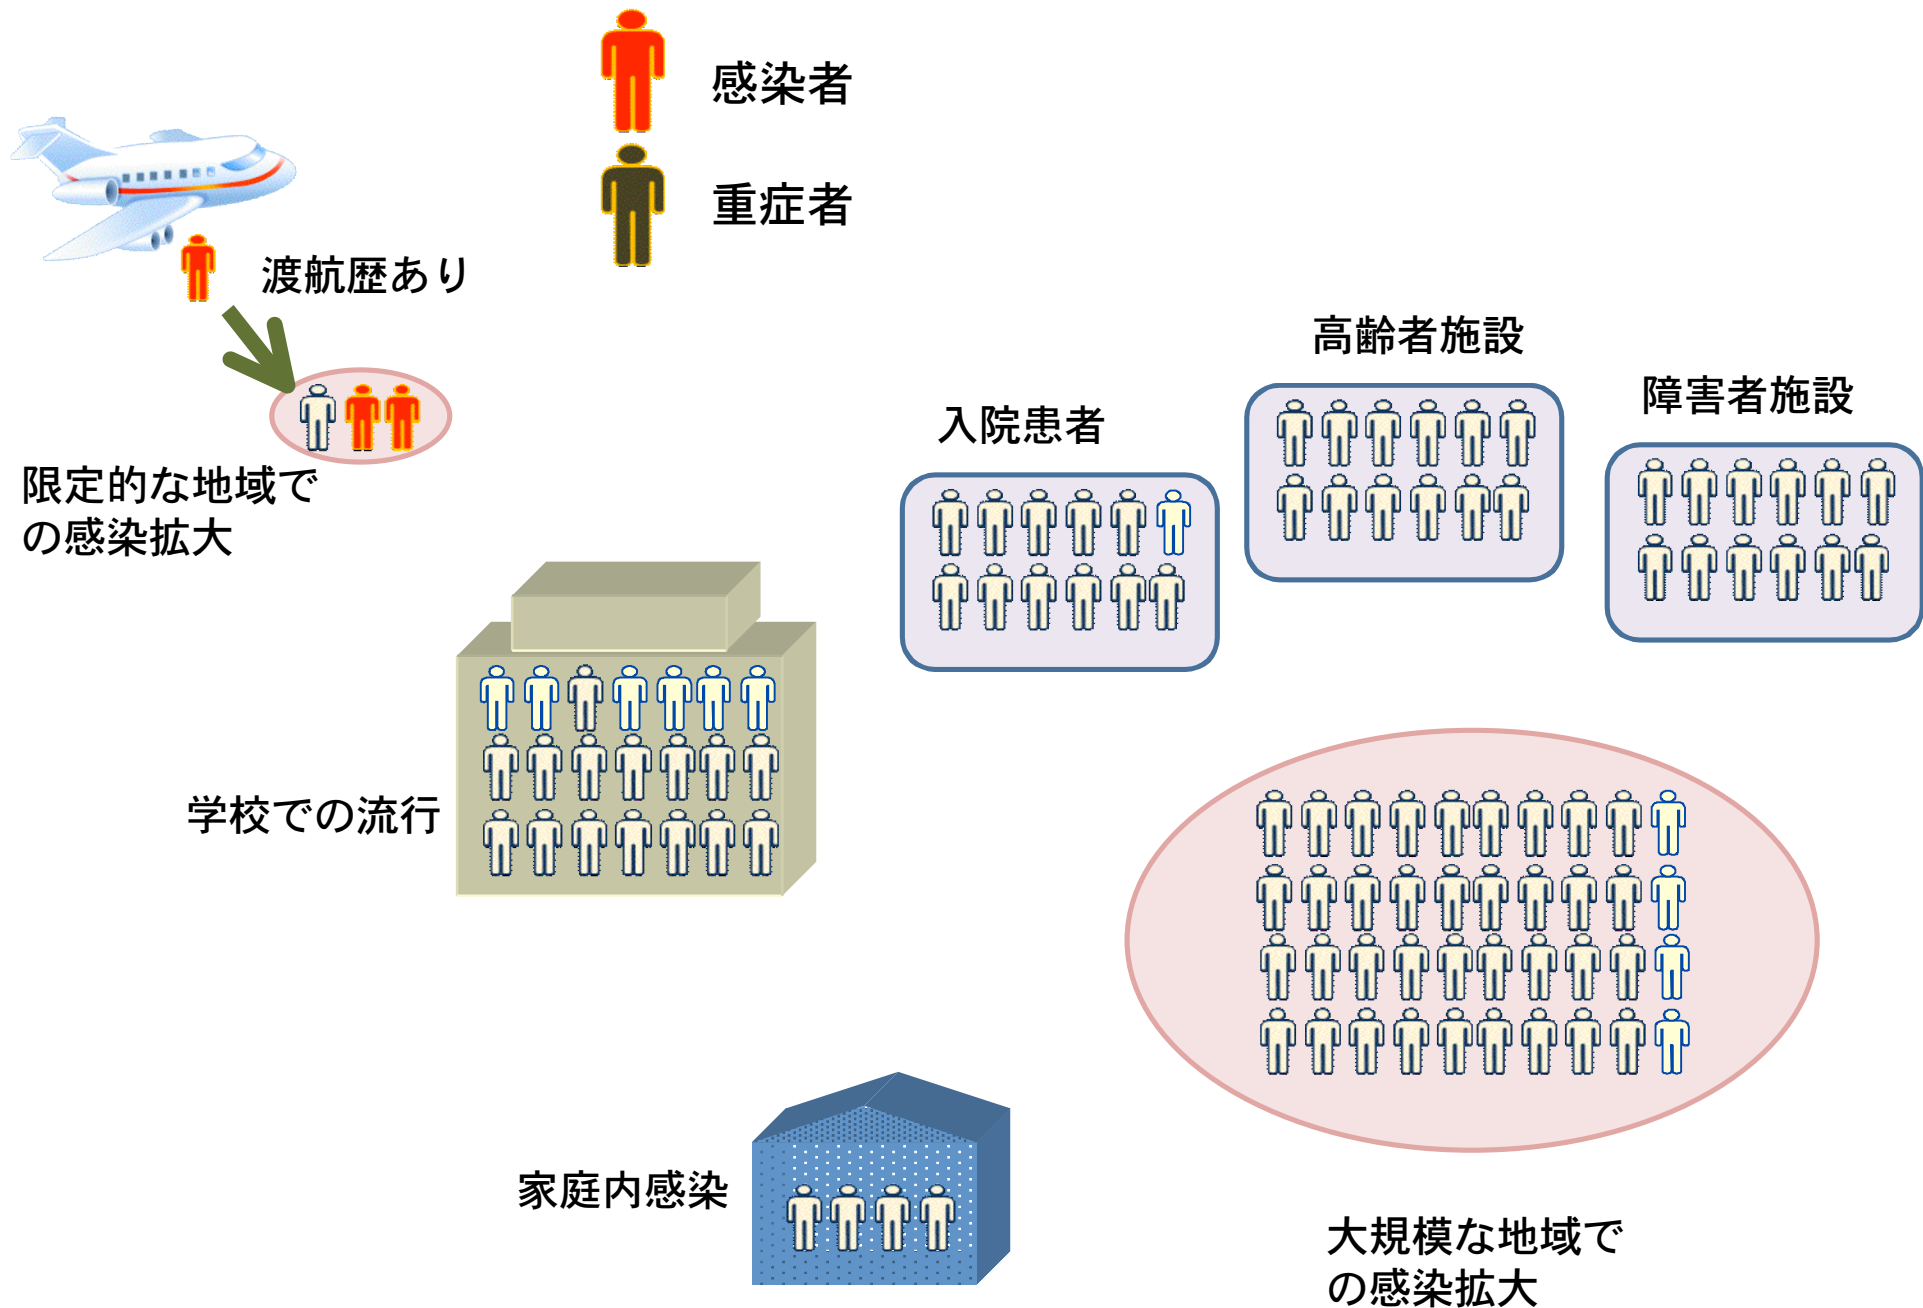 感染者
重症者
渡航歴あり
限定的な地域で
の感染拡大
高齢者施設
障害者施設
入院患者
学校での流行
家庭内感染
大規模な地域で
の感染拡大